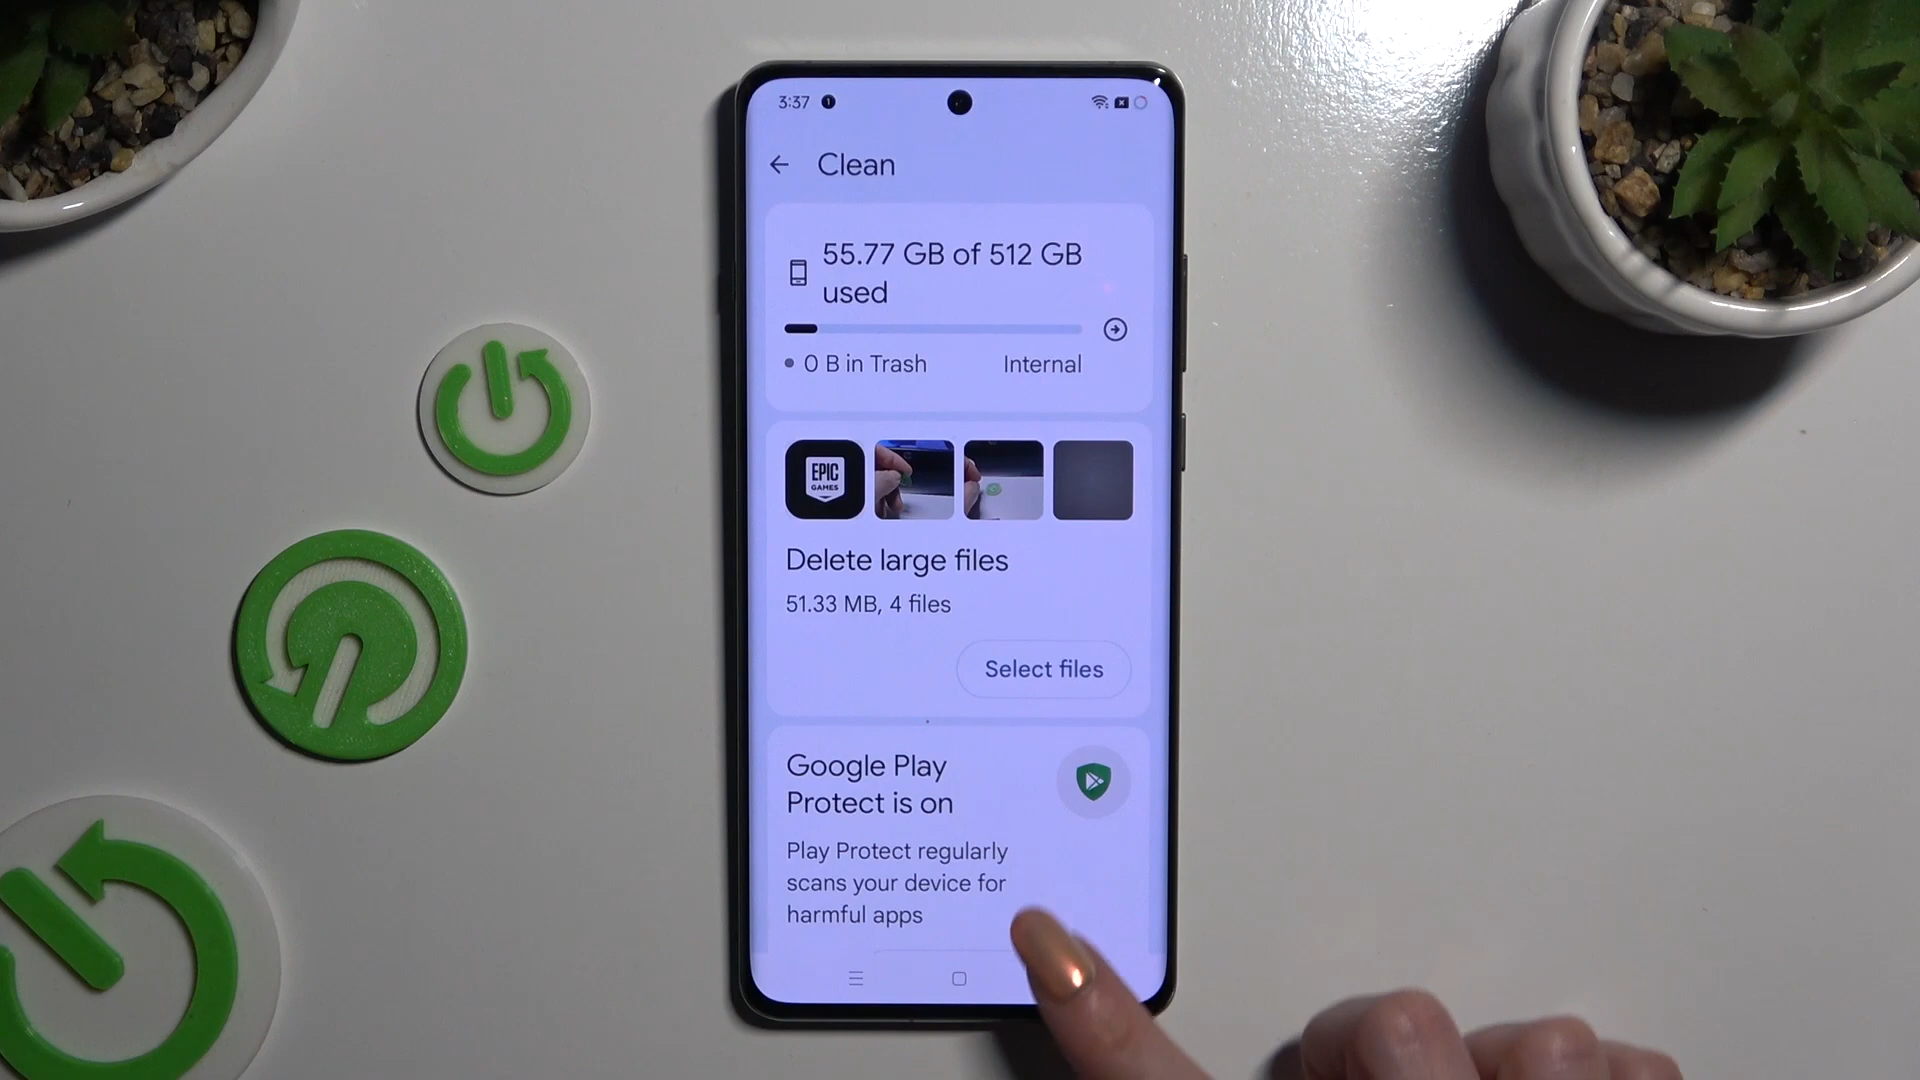 3:37
Clean
55.77 GB of 512 GB
used
0 B in Trash
Internal
EPIC
GAMES
Delete large files
51.33 MB, 4 files
Select files
Google Play
Protect is on
Play Protect regularly
scans your device for
harmful apps